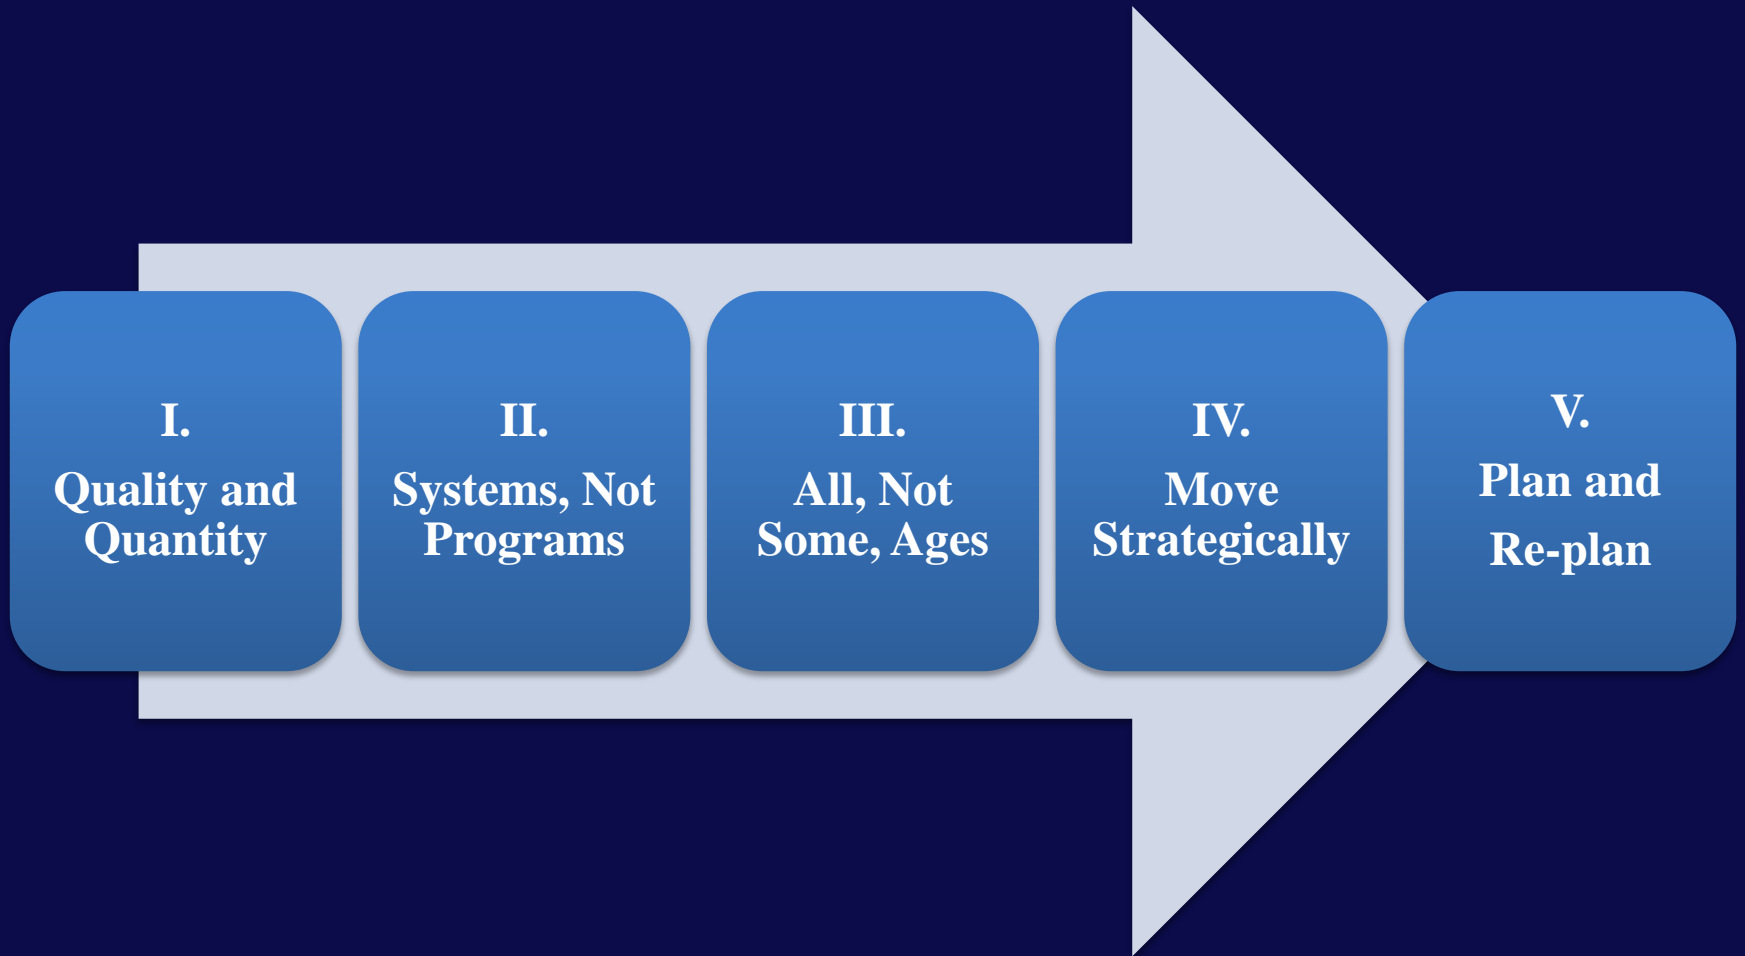 I.
Quality and
Quantity
II.
Systems, Not
Programs
III.
All, Not
Some, Ages
IV.
Move
Strategically
V.
Plan and
Re-plan